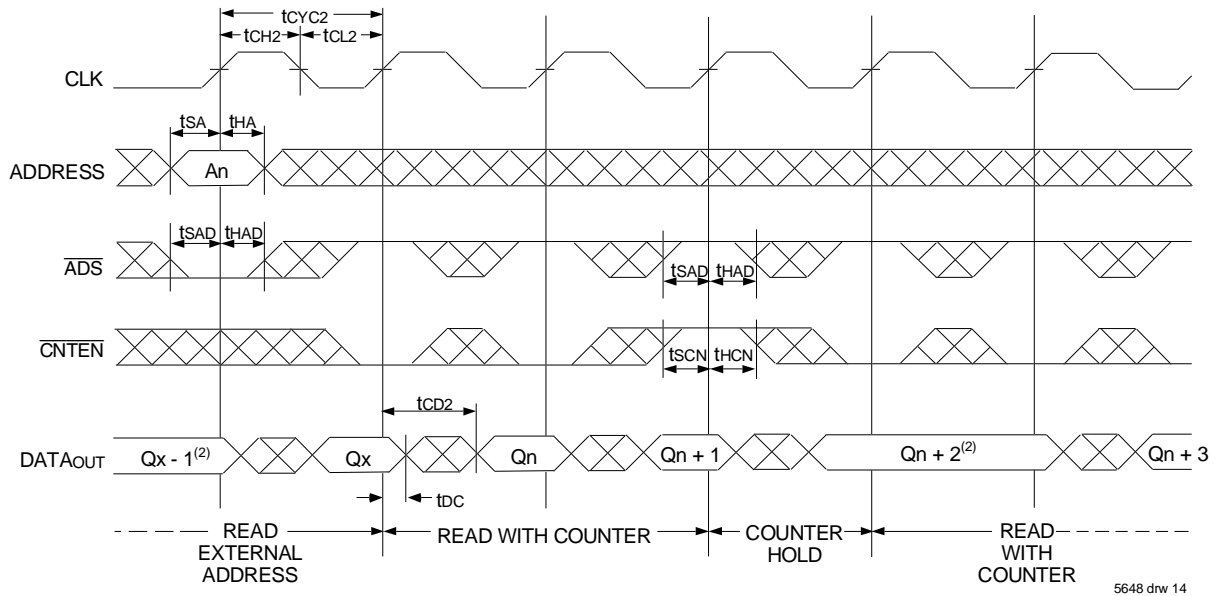 tCYC2
tCH2 tCL2
CLK
tSA tHA
ADDRESS An
tSAD tHAD
ADS
tSAD tHAD
CNTEN
tSCN tHCN
tCD2
DATAOUT Qx - 1(2) Qx Qn Qn + 1 Qn + 2(2) Qn + 3
tDC
READ EXTERNAL ADDRESS
READ WITH COUNTER
COUNTER HOLD
READ WITH COUNTER
5648 drw 14